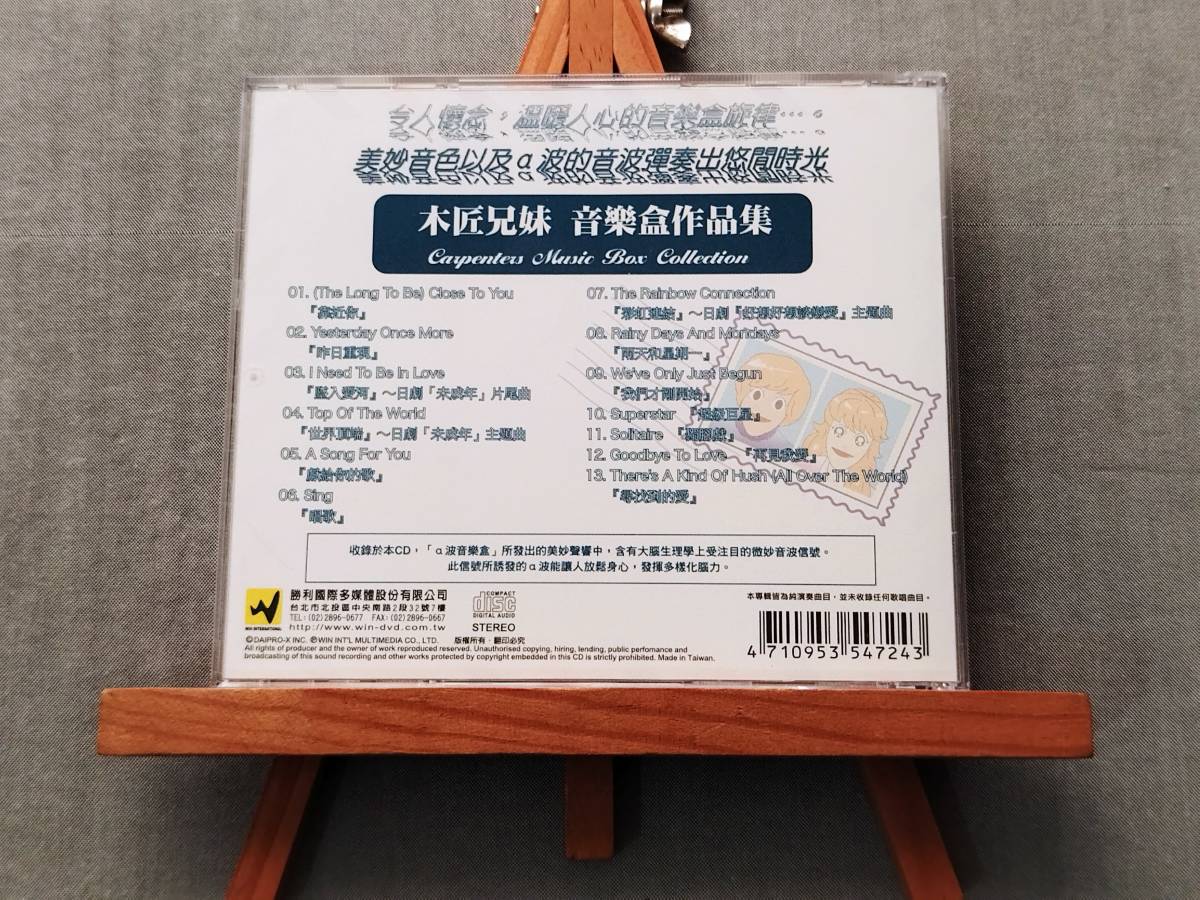 令人懷念、溫暖人心的音樂盒旋律…。
美妙音色以及α波的音波彈奏出悠閒時光
木匠兄妹 音樂盒作品集
Carpenters Music Box Collection
01. (The Long To Be) Close To You
『靠近你』
02. Yesterday Once More
『昨日重現』
03. I Need To Be In Love
『墜入愛河』～日劇「未成年」片尾曲
04. Top Of The World
『世界頂端』～日劇「未成年」主題曲
05. A Song For You
『獻給你的歌』
06. Sing
『唱歌』
07. The Rainbow Connection
『彩虹連結』～日劇「好想好想談戀愛」主題曲
08. Rainy Days And Mondays
『雨天和星期一』
09. We've Only Just Begun
『我們才剛開始』
10. Superstar 『超級巨星』
11. Solitaire 『獨腳戲』
12. Goodbye To Love 『再見我愛』
13. There's A Kind Of Hush (All Over The World)
『尋找到的愛』
收錄於本CD，「α波音樂盒」所發出的美妙聲響中，含有大腦生理學上受注目的微妙音波信號。
此信號所誘發的α波能讓人放鬆身心，發揮多樣化腦力。
WIN INTERNATIONAL
勝利國際多媒體股份有限公司
台北市北投區中央南路2段32號7樓
TEL:(02)2896-0677 FAX:(02)2896-0667
http://www.win-dvd.com.tw
COMPACT
disc
DIGITAL AUDIO
STEREO
本專輯皆為純演奏曲目，並未收錄任何歌唱曲目。
©DAIPRO-X INC. ℗WIN INT'L MULTIMEDIA CO., LTD. 版權所有．翻印必究
All rights of producer and the owner of work reproduced reserved. Unauthorised copying, hiring, lending, public perfomance and
broadcasting of this sound recording and other works protected by copyright embedded in this CD is strictly prohibited. Made in Taiwan.
4 710953 547243